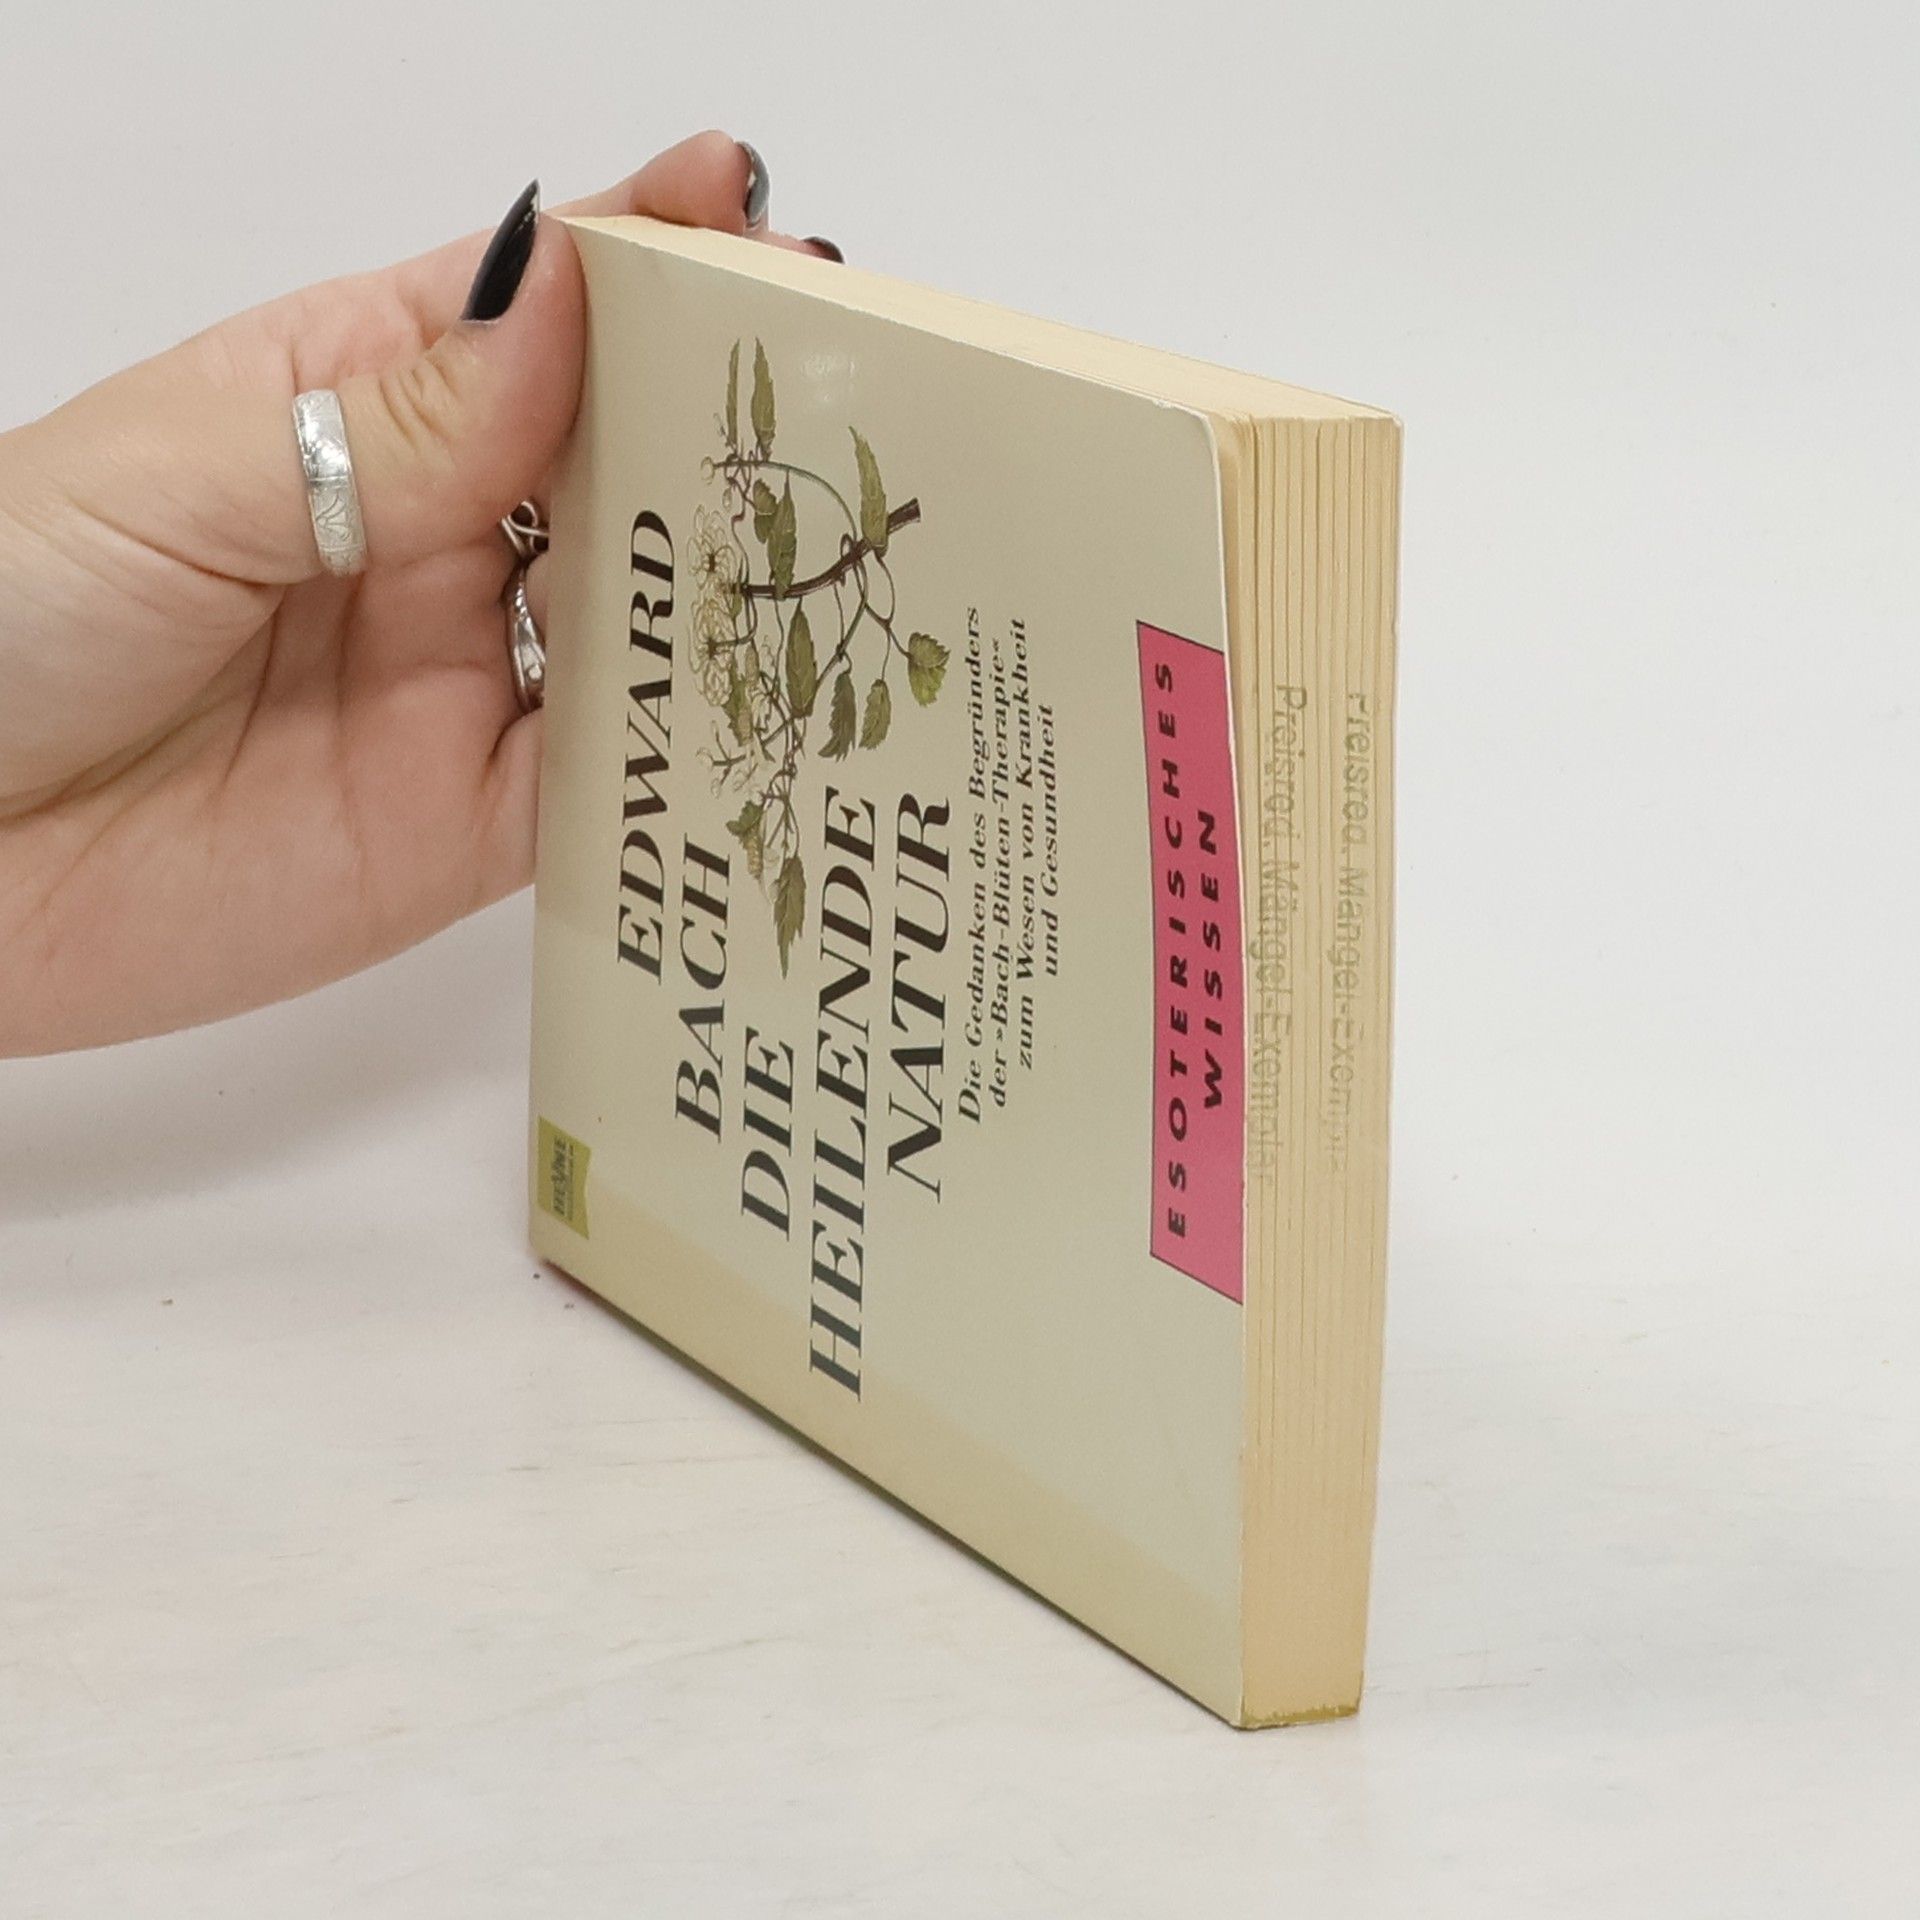 HEYNE
EDWARD
BACH
DIE
HEILENDE
NATUR
Die Gedanken des Begründers
der »Bach-Blüten-Therapie«
zum Wesen von Krankheit
und Gesundheit
ESOTERISCHES
WISSEN
Preisred. Mängel-Exemplar
Preisred. Mängel-Exemplar